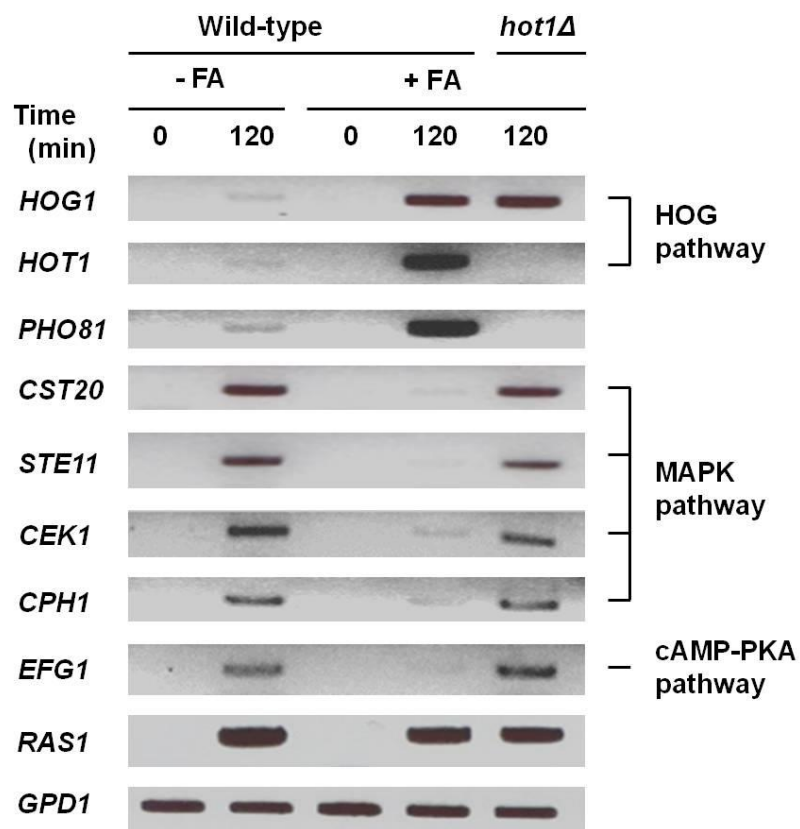 Wild-type hot1Δ
- FA + FA
Time
(min) 0 120 0 120 120
HOG1
HOT1
HOG
pathway
PHO81
CST20
STE11
CEK1
CPH1
MAPK
pathway
EFG1
cAMP-PKA
pathway
RAS1
GPD1